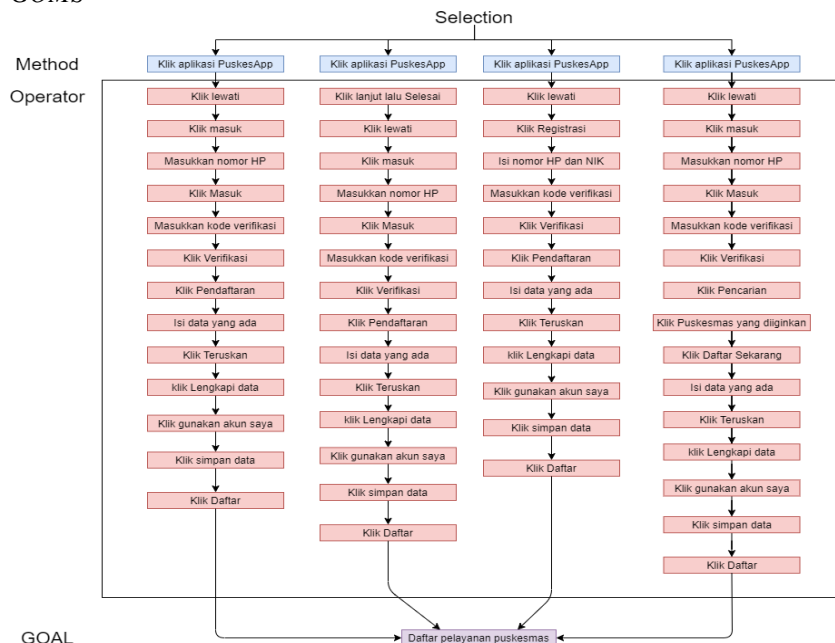 GOMS
Selection
Method
Klik aplikasi PuskesApp
Klik aplikasi PuskesApp
Klik aplikasi PuskesApp
Klik aplikasi PuskesApp
Operator
Klik lewati
Klik masuk
Masukkan nomor HP
Klik Masuk
Masukkan kode verifikasi
Klik Verifikasi
Klik Pendaftaran
Isi data yang ada
Klik Teruskan
klik Lengkapi data
Klik gunakan akun saya
Klik simpan data
Klik Daftar
Klik lanjut lalu Selesai
Klik lewati
Klik masuk
Masukkan nomor HP
Klik Masuk
Masukkan kode verifikasi
Klik Verifikasi
Klik Pendaftaran
Isi data yang ada
Klik Teruskan
klik Lengkapi data
Klik gunakan akun saya
Klik simpan data
Klik Daftar
Klik lewati
Klik Registrasi
Isi nomor HP dan NIK
Masukkan kode verifikasi
Klik Verifikasi
Klik Pendaftaran
Isi data yang ada
Klik Teruskan
klik Lengkapi data
Klik gunakan akun saya
Klik simpan data
Klik Daftar
Klik lewati
Klik masuk
Masukkan nomor HP
Klik Masuk
Masukkan kode verifikasi
Klik Verifikasi
Klik Pencarian
Klik Puskesmas yang diiginkan
Klik Daftar Sekarang
Isi data yang ada
Klik Teruskan
klik Lengkapi data
Klik gunakan akun saya
Klik simpan data
Klik Daftar
GOAL
Daftar pelayanan puskesmas